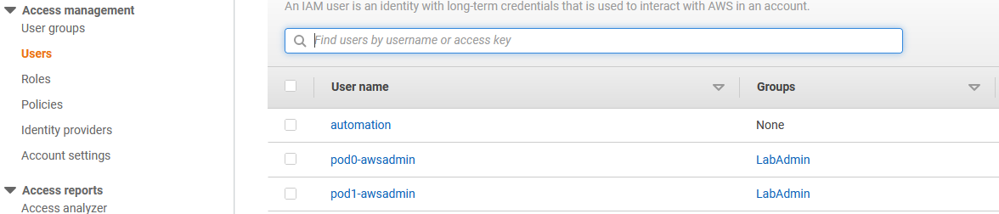 Access management
User groups
Users
Roles
Policies
Identity providers
Account settings
Access reports
Access analyzer
An IAM user is an identity with long-term credentials that is used to interact with AWS in an account.
Find users by username or access key
User name Groups
automation None
pod0-awsadmin LabAdmin
pod1-awsadmin LabAdmin